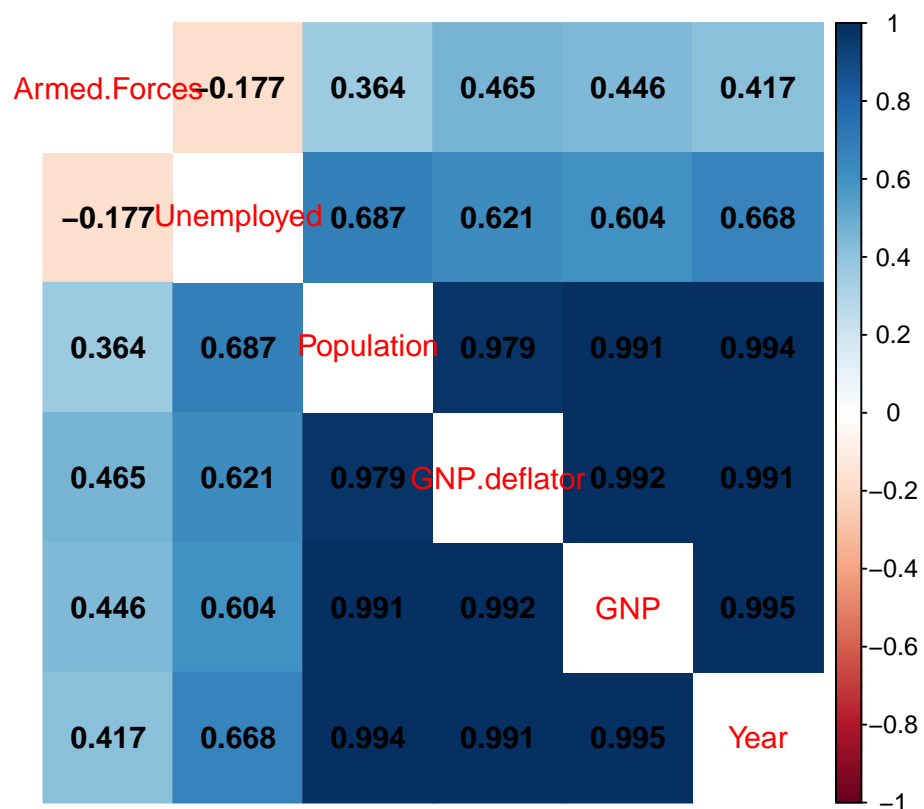 Armed.Forces −0.177 0.364 0.465 0.446 0.417
−0.177 Unemployed 0.687 0.621 0.604 0.668
0.364 0.687 Population 0.979 0.991 0.994
0.465 0.621 0.979 GNP.deflator 0.992 0.991
0.446 0.604 0.991 0.992 GNP 0.995
0.417 0.668 0.994 0.991 0.995 Year
1
0.8
0.6
0.4
0.2
0
−0.2
−0.4
−0.6
−0.8
−1